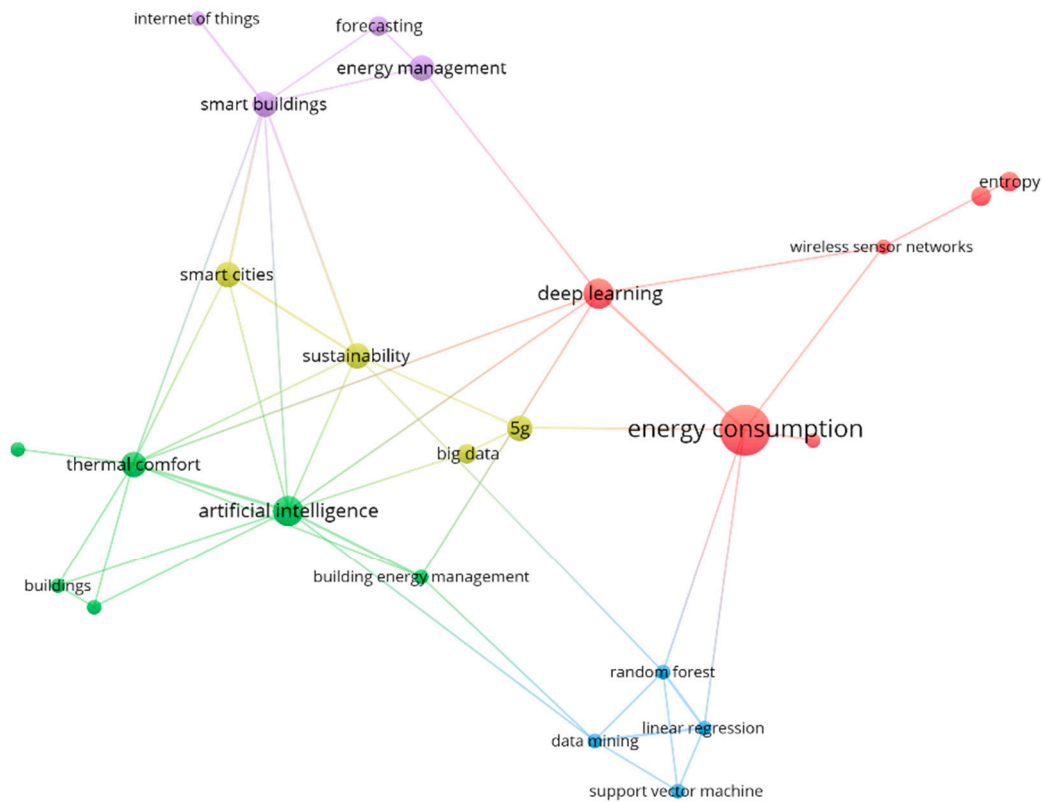 internet of things
forecasting
energy management
smart buildings
entropy
wireless sensor networks
smart cities
deep learning
sustainability
5g
energy consumption
big data
thermal comfort
artificial intelligence
building energy management
buildings
random forest
linear regression
data mining
support vector machine